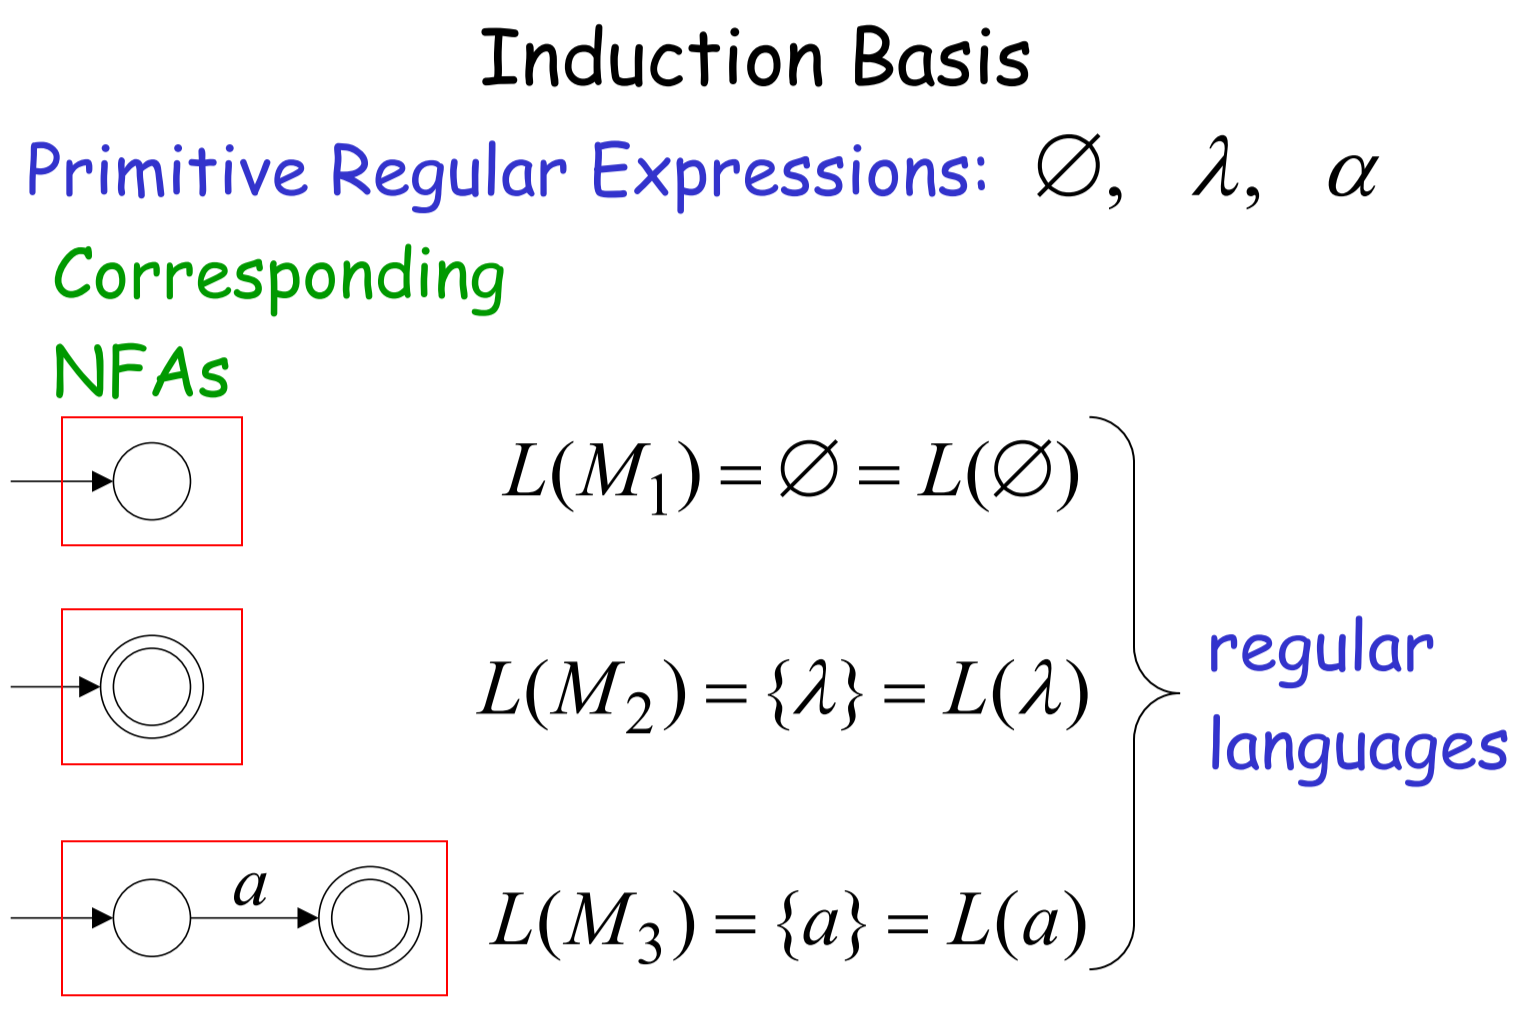 Induction Basis
Primitive Regular Expressions: ∅, λ, α
Corresponding
NFAs
L(M₁) = ∅ = L(∅)
L(M₂) = {λ} = L(λ)
regular
languages
a
L(M₃) = {a} = L(a)